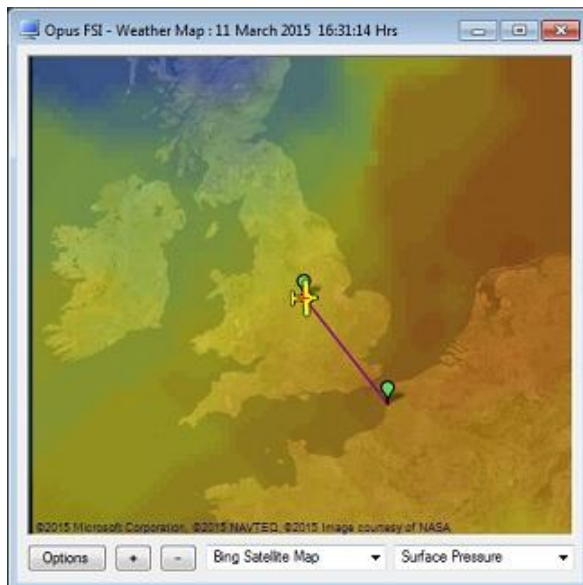 Opus FSI - Weather Map : 11 March 2015 16:31:14 Hrs
©2015 Microsoft Corporation, ©2015 NAVTEQ, ©2015 Image courtesy of NASA
Options + - Bing Satellite Map Surface Pressure